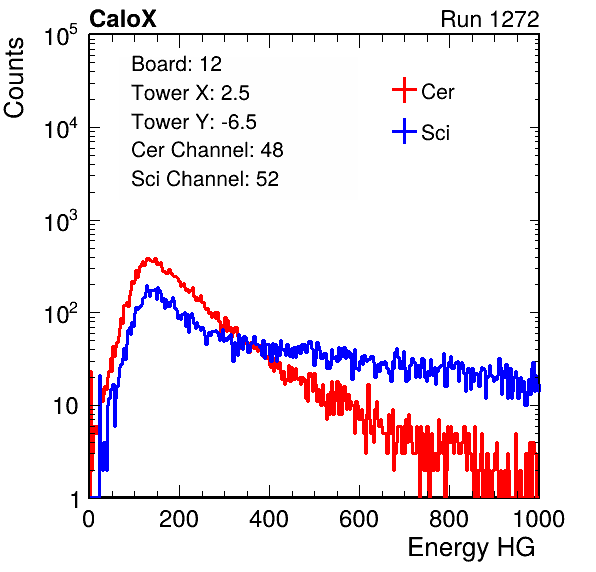 CaloX Run 1272
Counts
Board: 12
Tower X: 2.5
Tower Y: -6.5
Cer Channel: 48
Sci Channel: 52
Cer
Sci
10^5
10^4
10^3
10^2
10
1
0 200 400 600 800 1000
Energy HG